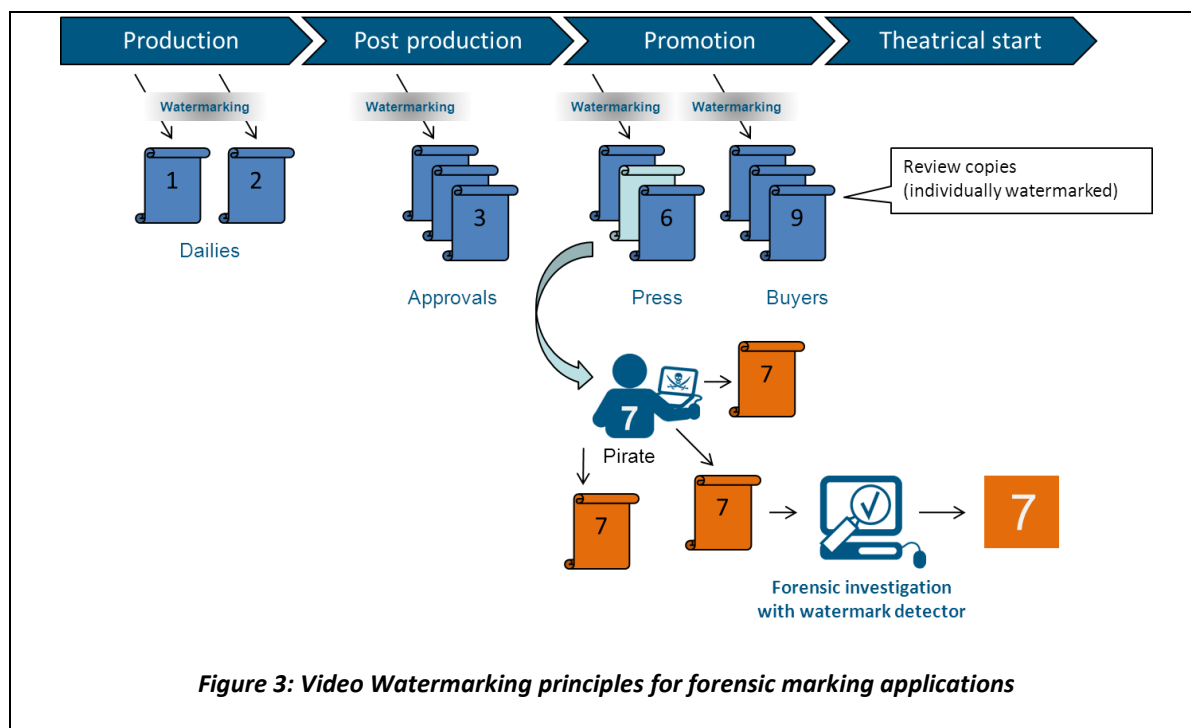 Production
Post production
Promotion
Theatrical start
Watermarking
Watermarking
Watermarking
Watermarking
1
2
3
6
9
Review copies
(individually watermarked)
Dailies
Approvals
Press
Buyers
7
7
Pirate
7
7
7
Forensic investigation
with watermark detector
Figure 3: Video Watermarking principles for forensic marking applications